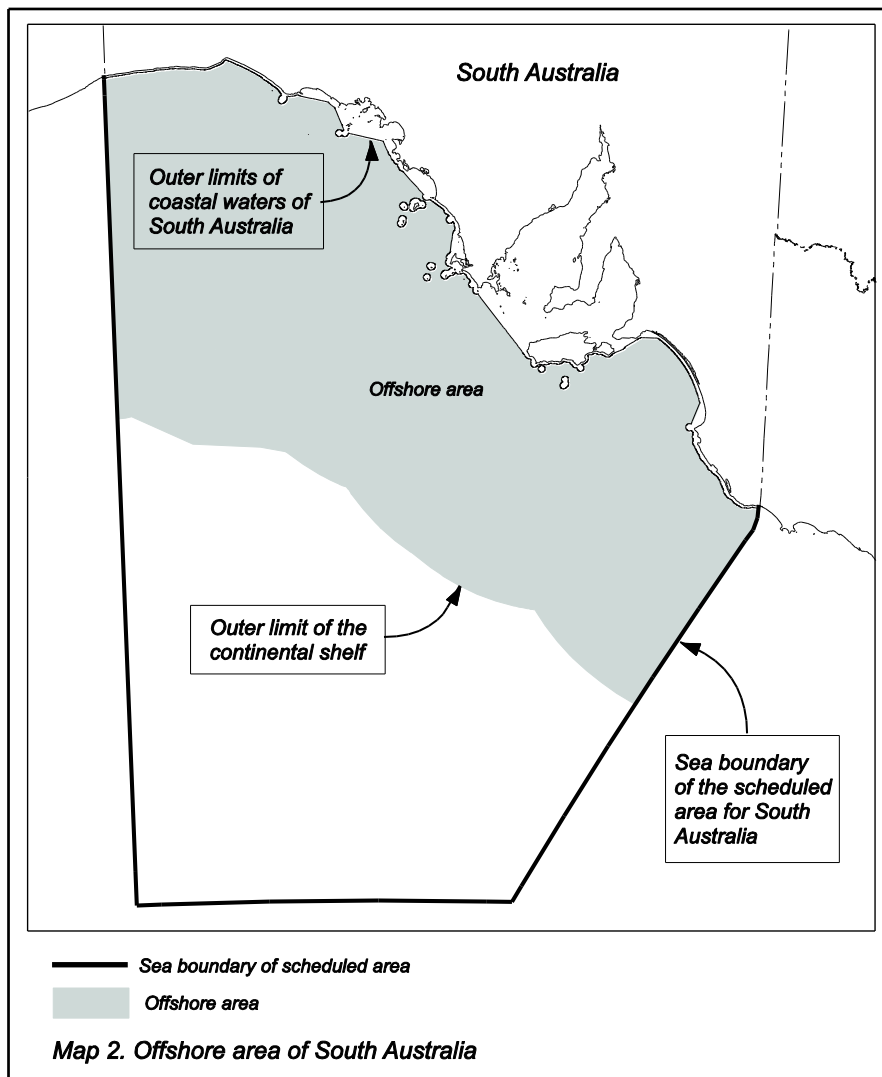 South Australia
Outer limits of
coastal waters of
South Australia
Offshore area
Outer limit of the
continental shelf
Sea boundary
of the scheduled
area for South
Australia
Sea boundary of scheduled area
Offshore area
Map 2. Offshore area of South Australia